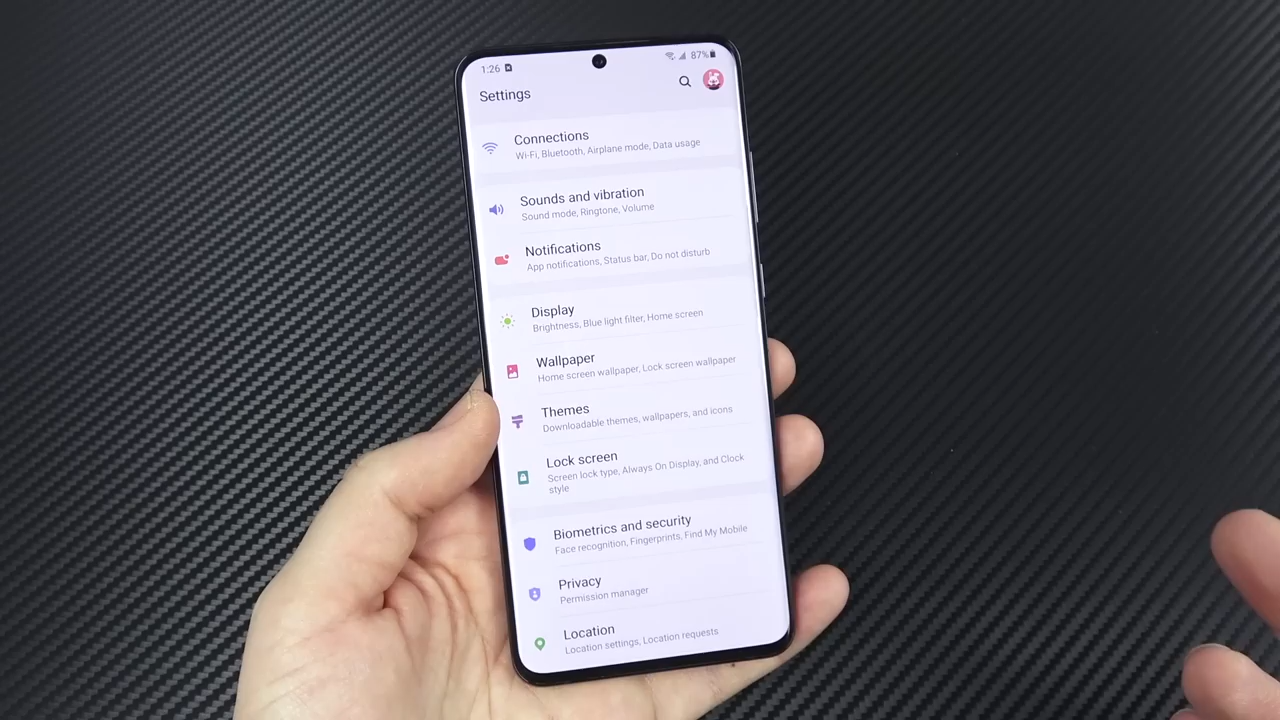 1:26
87%
Settings
Connections
Wi-Fi, Bluetooth, Airplane mode, Data usage
Sounds and vibration
Sound mode, Ringtone, Volume
Notifications
App notifications, Status bar, Do not disturb
Display
Brightness, Blue light filter, Home screen
Wallpaper
Home screen wallpaper, Lock screen wallpaper
Themes
Downloadable themes, wallpapers, and icons
Lock screen
Screen lock type, Always On Display, and Clock
style
Biometrics and security
Face recognition, Fingerprints, Find My Mobile
Privacy
Permission manager
Location
Location settings, Location requests